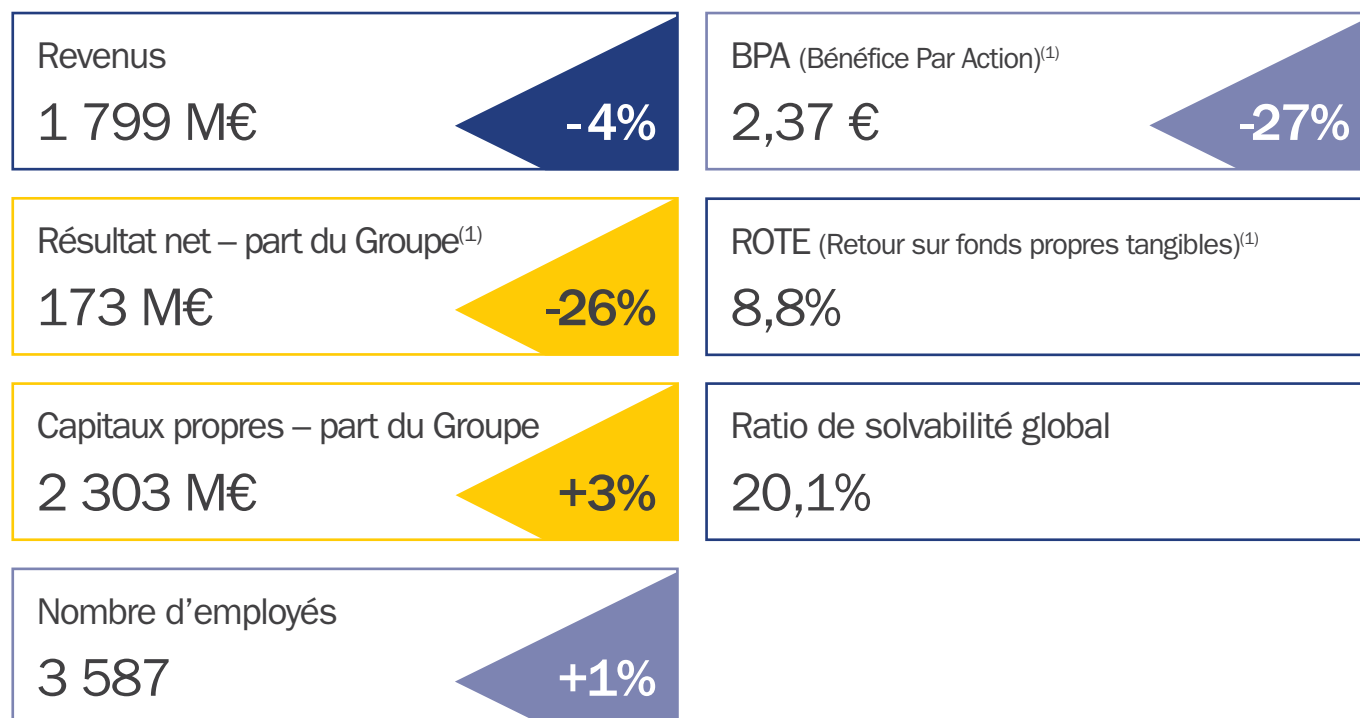 Revenus
1 799 M€
- 4%
BPA (Bénéfice Par Action)(1)
2,37 €
-27%
Résultat net – part du Groupe(1)
173 M€
-26%
ROTE (Retour sur fonds propres tangibles)(1)
8,8%
Capitaux propres – part du Groupe
2 303 M€
+3%
Ratio de solvabilité global
20,1%
Nombre d’employés
3 587
+1%